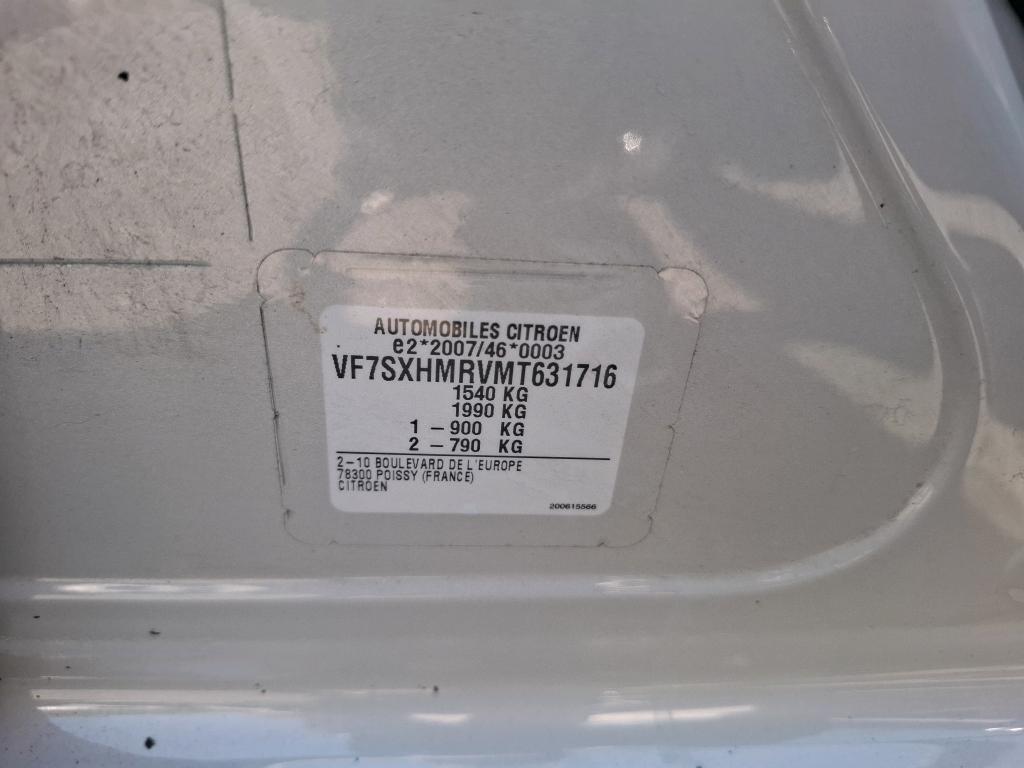 AUTOMOBILES CITROEN
e2*2007/46*0003
VF7SXHMRVMT631716
1540 KG
1990 KG
1 – 900 KG
2 – 790 KG
2–10 BOULEVARD DE L'EUROPE
78300 POISSY (FRANCE)
CITROEN
200615566